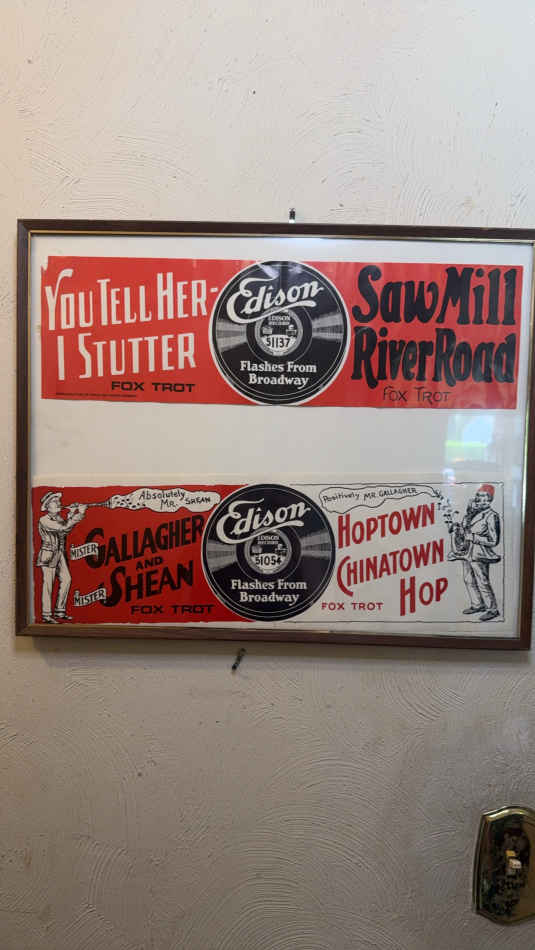 You Tell Her-
I Stutter
FOX TROT
Edison
EDISON
RECORD
51137
Flashes From
Broadway
Saw Mill
River Road
FOX TROT
Absolutely
MR. SHEAN
MISTER GALLAGHER
AND
MISTER SHEAN
FOX TROT
Edison
EDISON
RECORD
51054
Flashes From
Broadway
Positively MR. GALLAGHER
HOPTOWN
CHINATOWN
HOP
FOX TROT